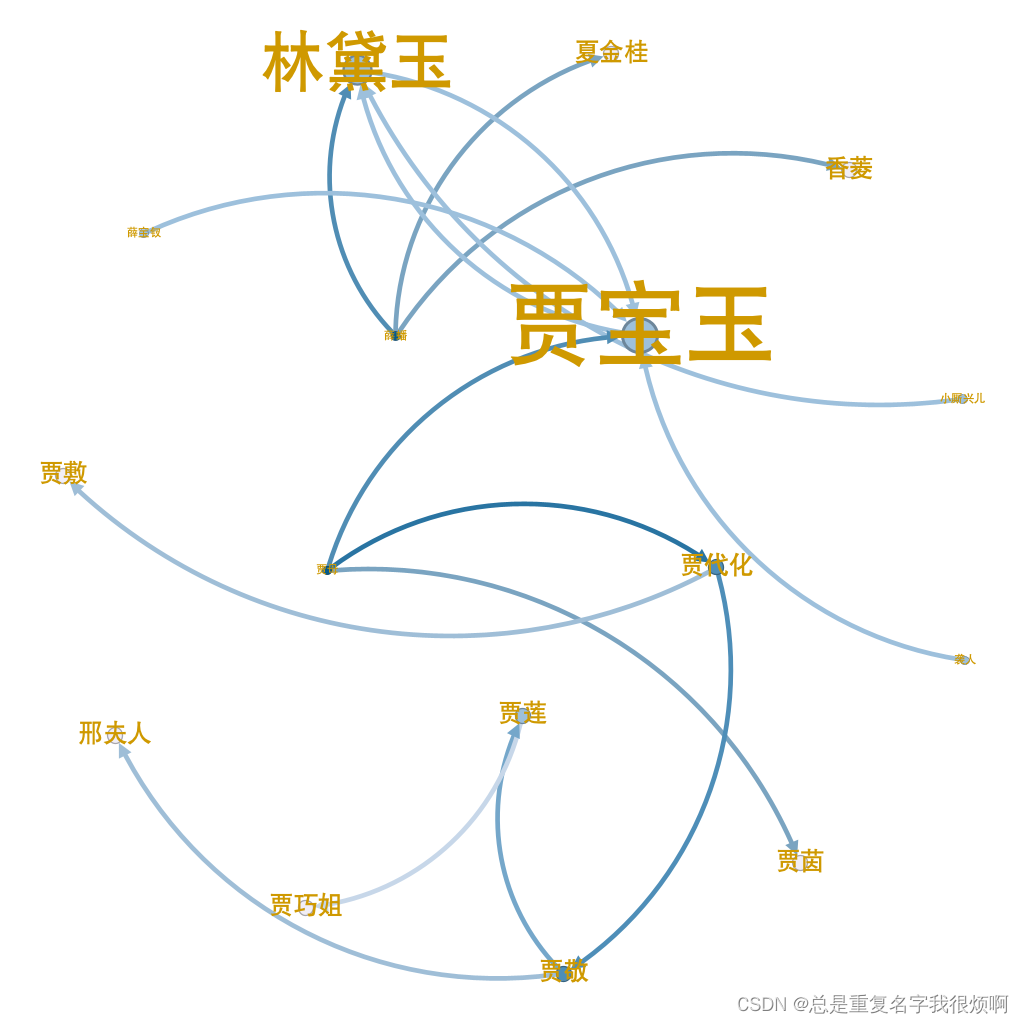 林黛玉
夏金桂
香菱
薛宝钗
贾宝玉
薛蟠
小厮兴儿
贾敷
贾代化
袭人
贾莲
邢夫人
贾茵
贾巧姐
贾敬
CSDN @总是重复名字我很烦啊